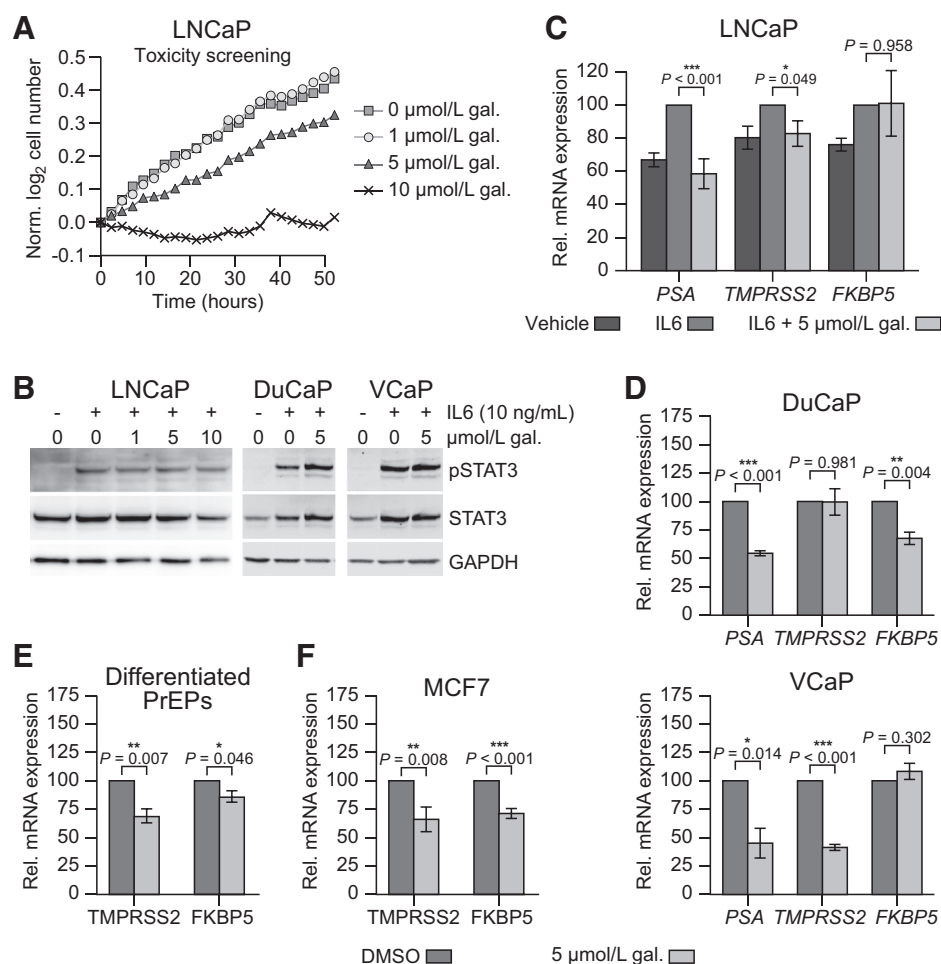 A
LNCaP
Toxicity screening
Norm. log2 cell number
0.5
0.4
0.3
0.2
0.1
0.0
-0.1
0 10 20 30 40 50
Time (hours)
0 µmol/L gal.
1 µmol/L gal.
5 µmol/L gal.
10 µmol/L gal.
B
LNCaP DuCaP VCaP
- + + + + - + + - + + IL6 (10 ng/mL)
0 0 1 5 10 0 0 5 0 0 5 µmol/L gal.
pSTAT3
STAT3
GAPDH
C
LNCaP
Rel. mRNA expression
120
100
80
60
40
20
0
*** * P = 0.958
P < 0.001 P = 0.049
PSA TMPRSS2 FKBP5
Vehicle IL6 IL6 + 5 µmol/L gal.
D
DuCaP
Rel. mRNA expression
175
150
125
100
75
50
25
0
*** P = 0.981 **
P < 0.001 P = 0.004
PSA TMPRSS2 FKBP5
VCaP
Rel. mRNA expression
175
150
125
100
75
50
25
0
* *** P = 0.302
P = 0.014 P < 0.001
PSA TMPRSS2 FKBP5
E
Differentiated
PrEPs
Rel. mRNA expression
175
150
125
100
75
50
25
0
** *
P = 0.007 P = 0.046
TMPRSS2 FKBP5
F
MCF7
Rel. mRNA expression
175
150
125
100
75
50
25
0
** ***
P = 0.008 P < 0.001
TMPRSS2 FKBP5
DMSO 5 µmol/L gal.